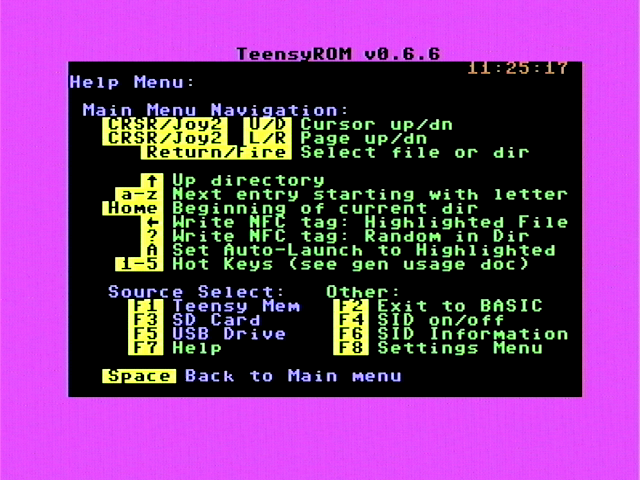 TeensyROM v0.6.6
11:25:17
Help Menu:
Main Menu Navigation:
CRSR/Joy2 U/D Cursor up/dn
CRSR/Joy2 L/R Page up/dn
Return/Fire Select file or dir
↑ Up directory
a-z Next entry starting with letter
Home Beginning of current dir
← Write NFC tag: Highlighted File
? Write NFC tag: Random in Dir
A Set Auto-Launch to Highlighted
1-5 Hot Keys (see gen usage doc)
Source Select: Other:
F1 Teensy Mem F2 Exit to BASIC
F3 SD Card F4 SID on/off
F5 USB Drive F6 SID Information
F7 Help F8 Settings Menu
Space Back to Main menu